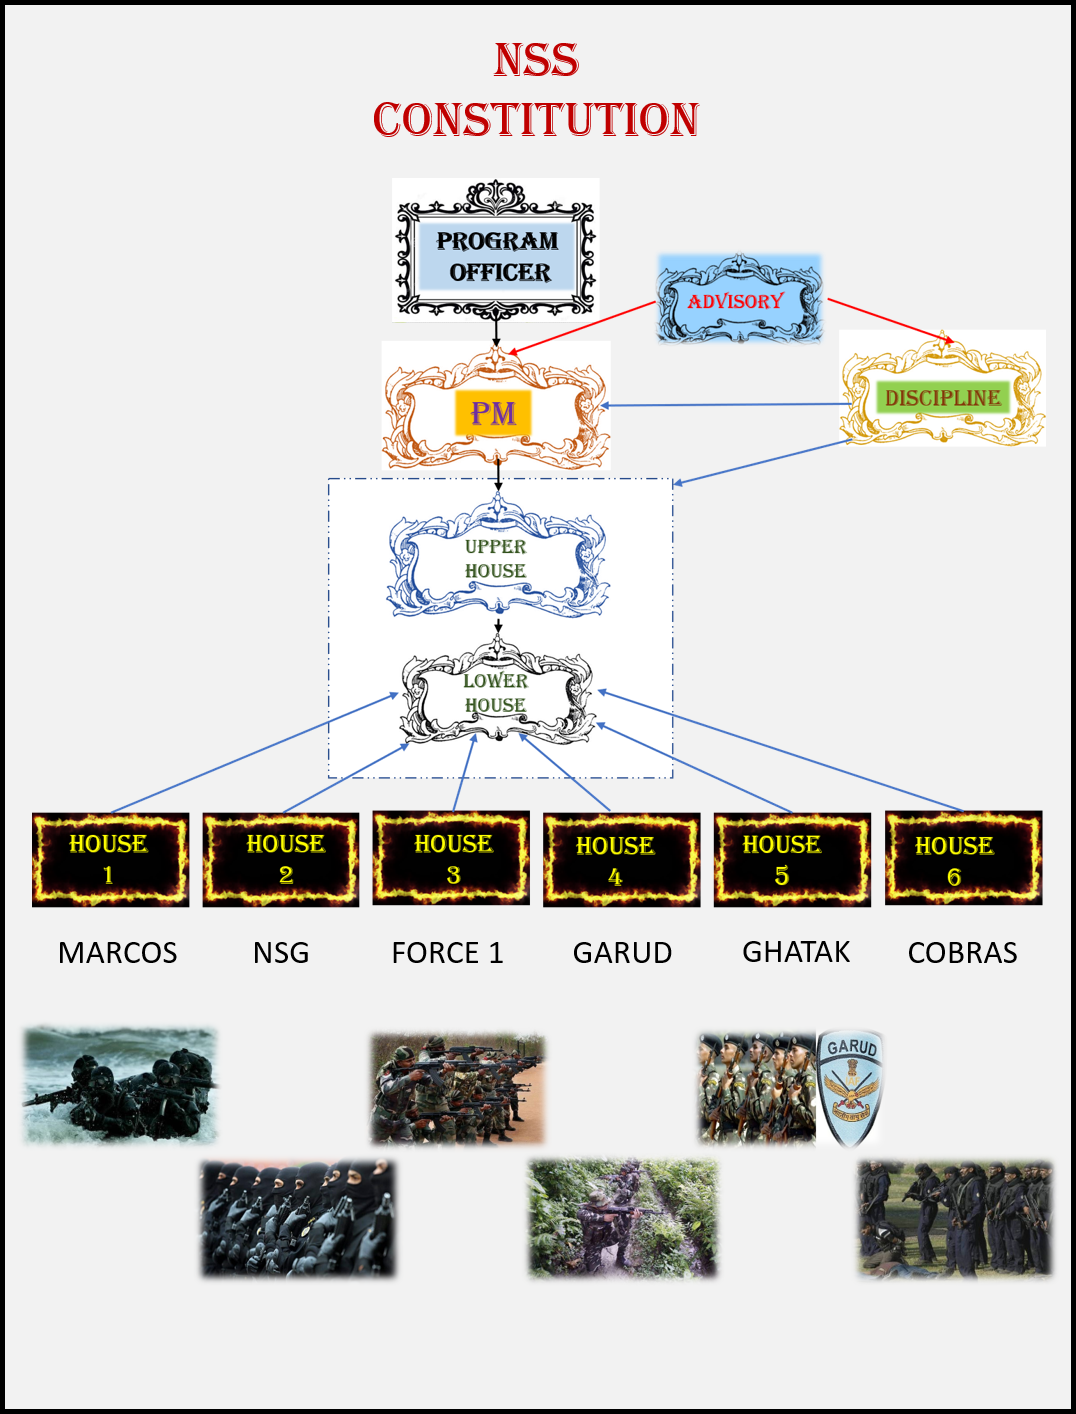 NSS
CONSTITUTION
PROGRAM
OFFICER
ADVISORY
DISCIPLINE
PM
UPPER
HOUSE
LOWER
HOUSE
HOUSE
1
HOUSE
2
HOUSE
3
HOUSE
4
HOUSE
5
HOUSE
6
MARCOS
NSG
FORCE 1
GARUD
GHATAK
COBRAS
GARUD